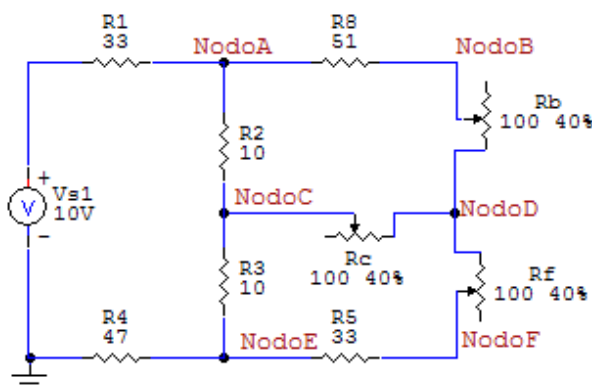 R1
33
NodoA
R8
51
NodoB
Rb
100 40%
R2
10
NodoC
+
V
Vs1
10V
-
NodoD
Rc
100 40%
R3
10
Rf
100 40%
R4
47
NodoE
R5
33
NodoF